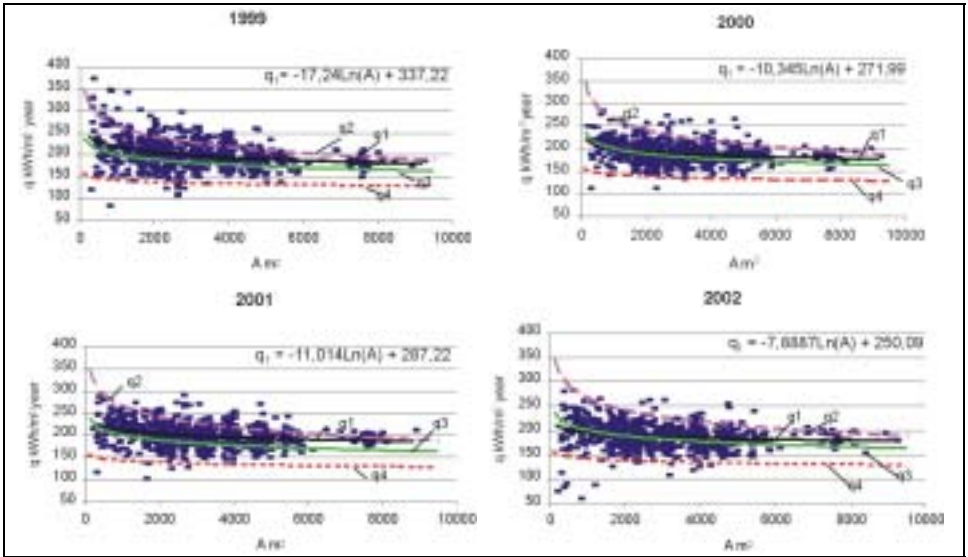 1999
q₁ = -17,24Ln(A) + 337,22
q kWh/m² year
400
350
300
250
200
150
100
50
q2
q1
q3
q4
0
2000
4000
6000
8000
10000
A m²
2000
q₁ = -10,345Ln(A) + 271,99
q kWh/m² year
400
350
300
250
200
150
100
50
q2
q1
q3
q4
0
2000
4000
6000
8000
10000
A m²
2001
q₁ = -11,014Ln(A) + 287,22
q kWh/m² year
400
350
300
250
200
150
100
50
q2
q1
q3
q4
0
2000
4000
6000
8000
10000
A m²
2002
q₁ = -7,6887Ln(A) + 250,09
q kWh/m² year
400
350
300
250
200
150
100
50
q1
q2
q4
q3
0
2000
4000
6000
8000
10000
A m²